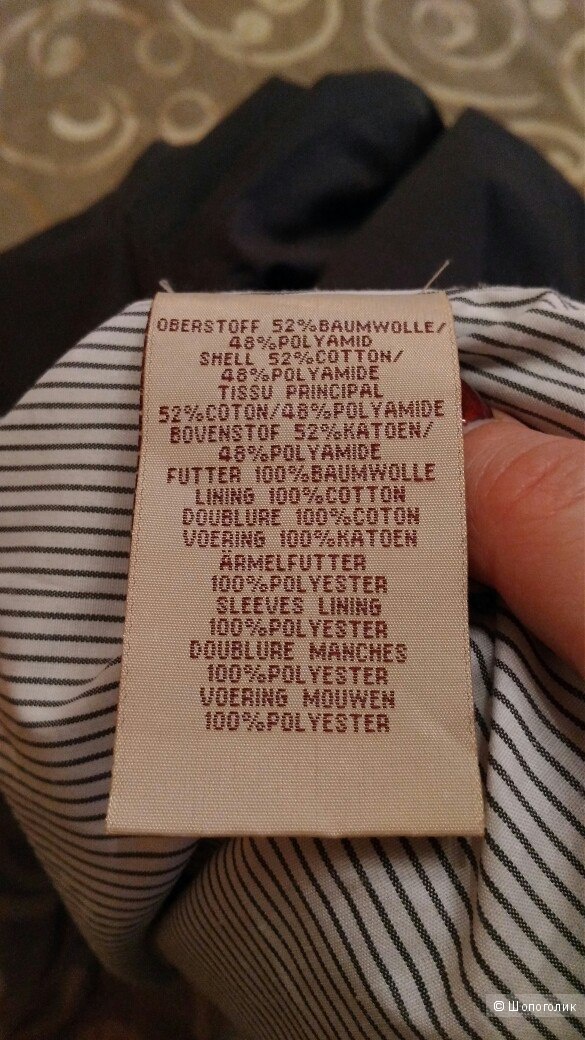 OBERSTOFF 52%BAUMWOLLE/
48%POLYAMID
SHELL 52%COTTON/
48%POLYAMIDE
TISSU PRINCIPAL
52%COTON/48%POLYAMIDE
BOVENSTOF 52%KATOEN/
48%POLYAMIDE
FUTTER 100%BAUMWOLLE
LINING 100%COTTON
DOUBLURE 100%COTON
VOERING 100%KATOEN
ÄRMELFUTTER
100%POLYESTER
SLEEVES LINING
100%POLYESTER
DOUBLURE MANCHES
100%POLYESTER
VOERING MOUWEN
100%POLYESTER
© Шопоголик